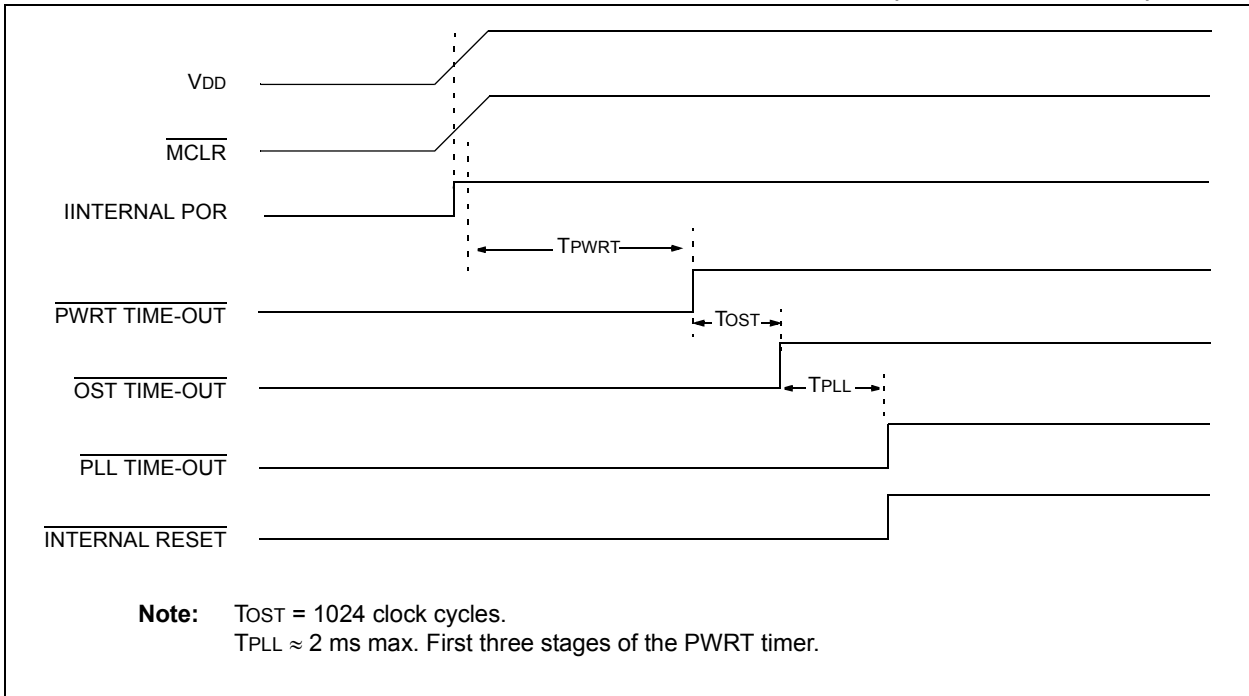 VDD
MCLR
IINTERNAL POR
TPWRT
PWRT TIME-OUT
TOST
OST TIME-OUT
TPLL
PLL TIME-OUT
INTERNAL RESET
Note: TOST = 1024 clock cycles.
TPLL ≈ 2 ms max. First three stages of the PWRT timer.